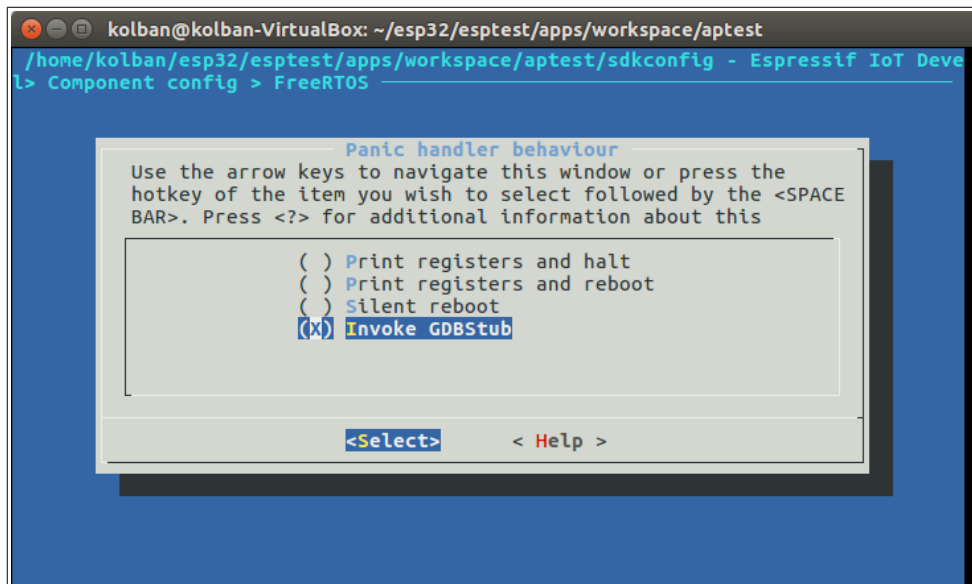 kolban@kolban-VirtualBox: ~/esp32/esptest/apps/workspace/aptest
/home/kolban/esp32/esptest/apps/workspace/aptest/sdkconfig - Espressif IoT Deve
l> Component config > FreeRTOS
Panic handler behaviour
Use the arrow keys to navigate this window or press the
hotkey of the item you wish to select followed by the <SPACE
BAR>. Press <?> for additional information about this
( ) Print registers and halt
( ) Print registers and reboot
( ) Silent reboot
(X) Invoke GDBStub
<Select> < Help >